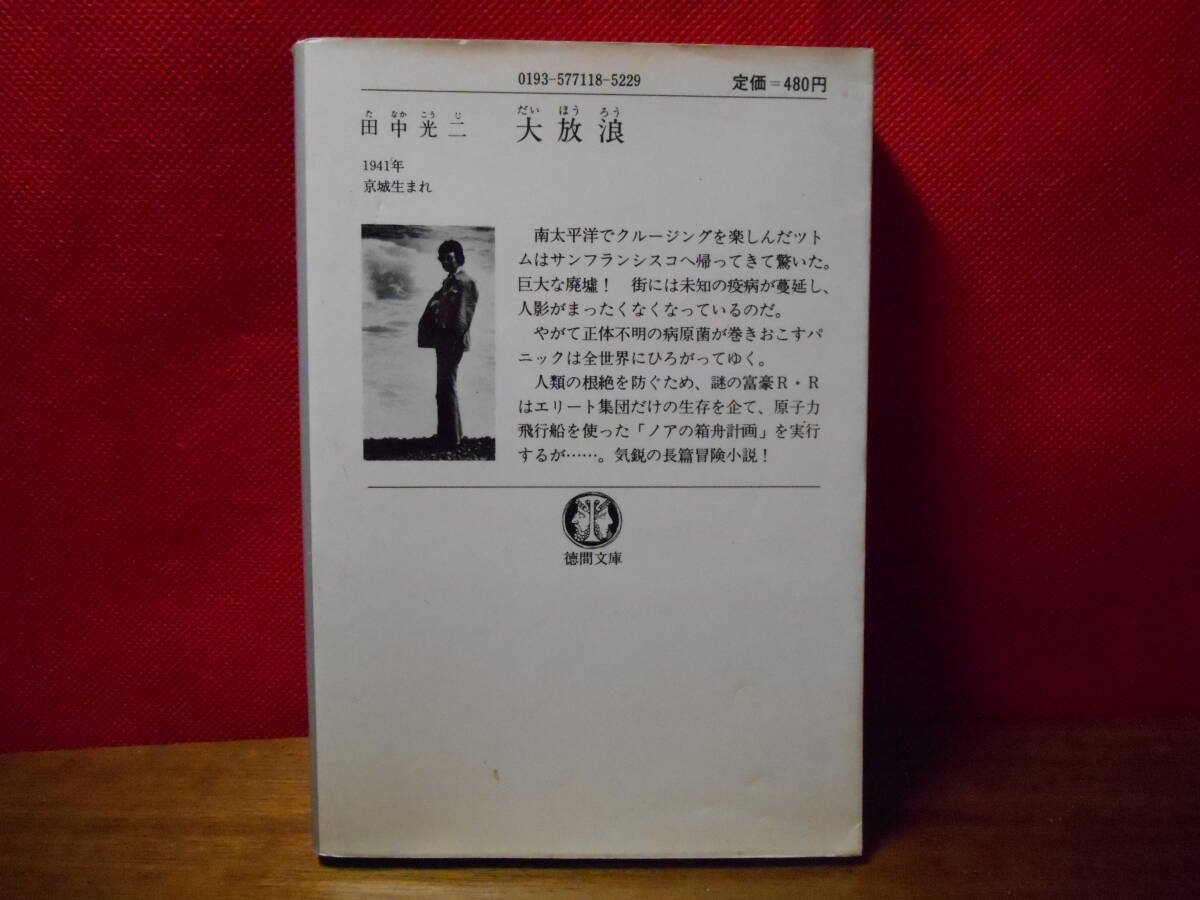 0193-577118-5229 定価=480円
た なか こう じ だい ほう ろう
田中光二 大放浪
1941年
京城生まれ
南太平洋でクルージングを楽しんだツト
ムはサンフランシスコへ帰ってきて驚いた。
巨大な廃墟! 街には未知の疫病が蔓延し、
人影がまったくなくなっているのだ。
やがて正体不明の病原菌が巻きおこすパ
ニックは全世界にひろがってゆく。
人類の根絶を防ぐため、謎の富豪R・R
はエリート集団だけの生存を企て、原子力
飛行船を使った「ノアの箱舟計画」を実行
するが……。気鋭の長篇冒険小説!
徳間文庫